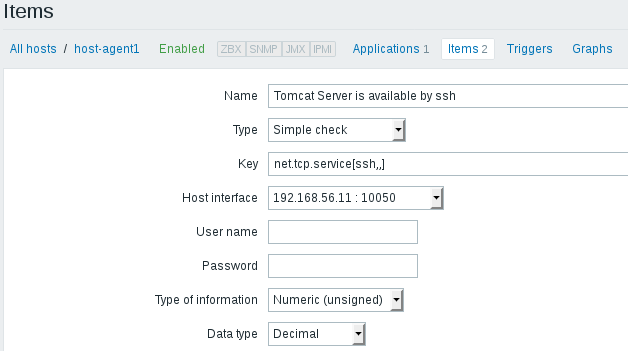 Items
All hosts / host-agent1 Enabled ZBX SNMP JMX IPMI Applications 1 Items 2 Triggers Graphs
Name Tomcat Server is available by ssh
Type Simple check
Key net.tcp.service[ssh,,]
Host interface 192.168.56.11 : 10050
User name
Password
Type of information Numeric (unsigned)
Data type Decimal